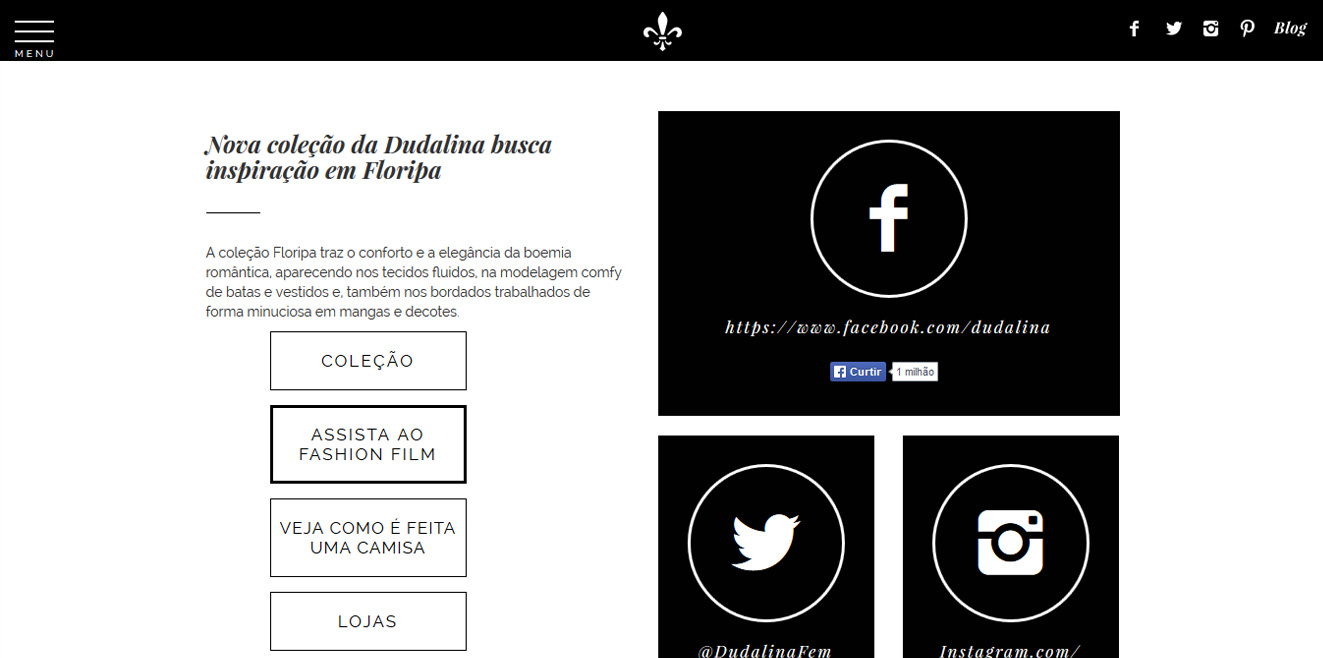 MENU
Blog
Nova coleção da Dudalina busca
inspiração em Floripa
A coleção Floripa traz o conforto e a elegância da boemia
romântica, aparecendo nos tecidos fluidos, na modelagem comfy
de batas e vestidos e, também nos bordados trabalhados de
forma minuciosa em mangas e decotes.
COLEÇÃO
ASSISTA AO
FASHION FILM
VEJA COMO É FEITA
UMA CAMISA
LOJAS
https://www.facebook.com/dudalina
Curtir
1 milhão
@DudalinaFem
Instagram.com/